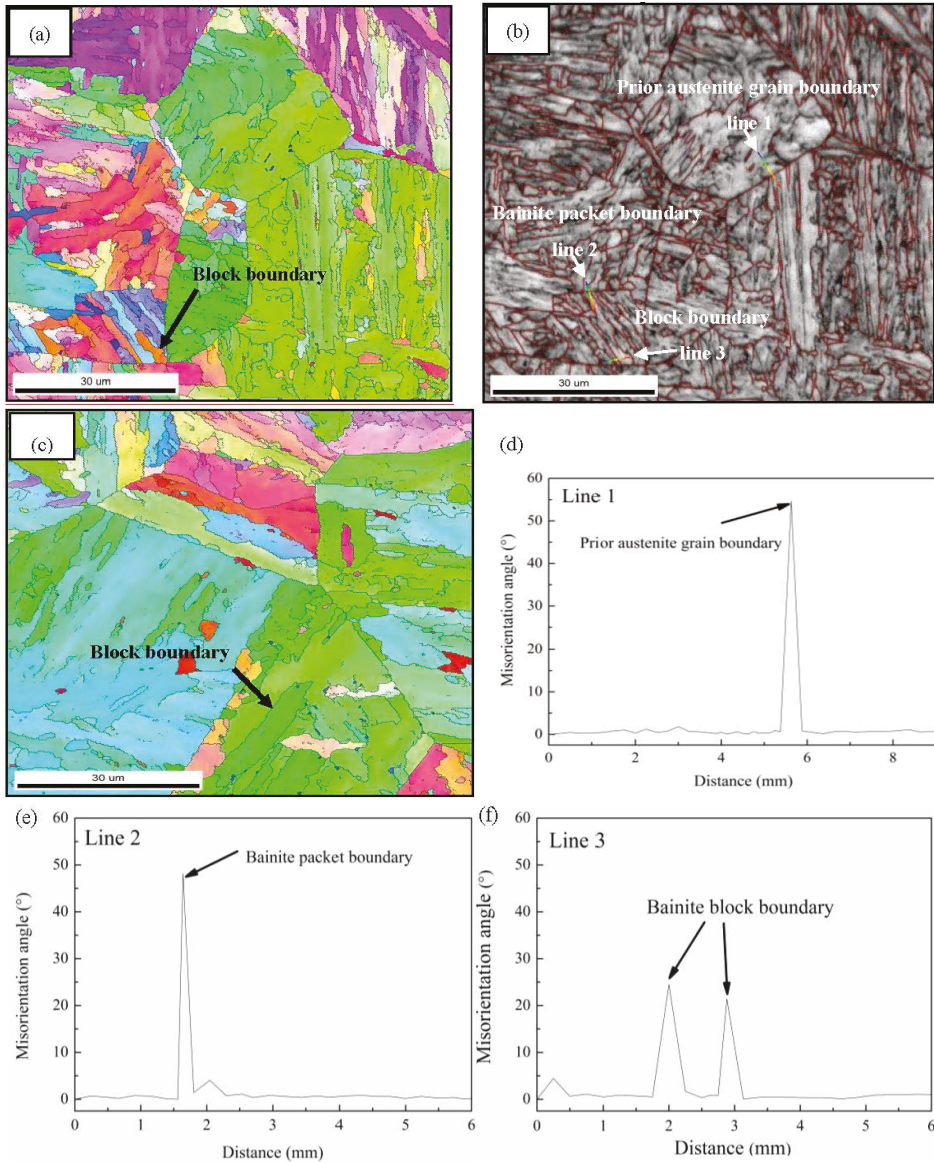 (a)
Block boundary
30 um
(b)
Prior austenite grain boundary
line 1
Bainite packet boundary
line 2
Block boundary
line 3
30 um
(c)
Block boundary
30 um
(d)
60
50
40
30
20
10
0
Misorientation angle (°)
Line 1
Prior austenite grain boundary
0 2 4 6 8
Distance (mm)
(e)
60
50
40
30
20
10
0
Misorientation angle (°)
Line 2
Bainite packet boundary
0 1 2 3 4 5 6
Distance (mm)
(f)
60
50
40
30
20
10
0
Misorientation angle (°)
Line 3
Bainite block boundary
0 1 2 3 4 5 6
Distance (mm)